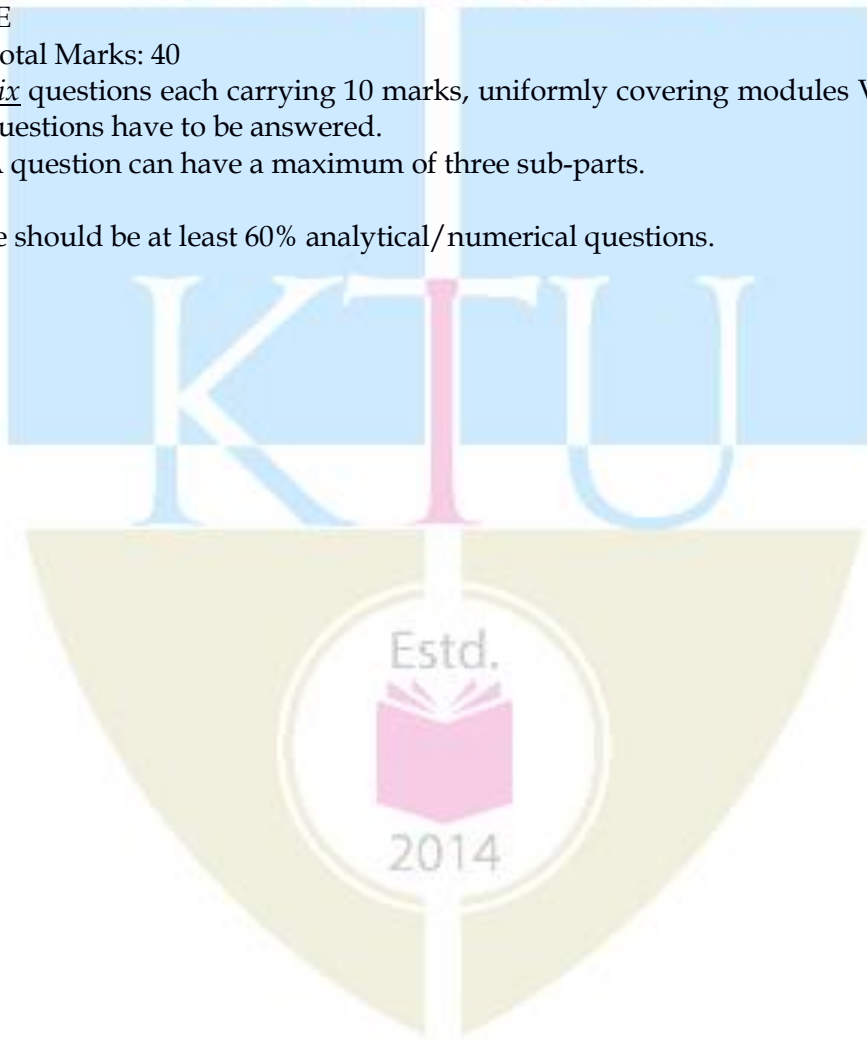 E
otal Marks: 40
ix questions each carrying 10 marks, uniformly covering modules V
uestions have to be answered.
question can have a maximum of three sub-parts.
e should be at least 60% analytical/numerical questions.
KTU
Estd.
2014